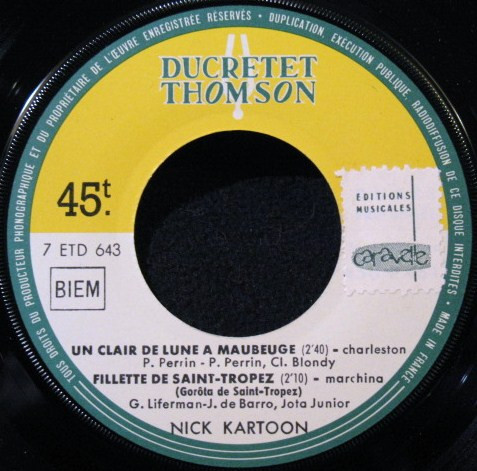 TOUS DROITS DU PRODUCTEUR PHONOGRAPHIQUE ET DU PROPRIÉTAIRE DE L'ŒUVRE ENREGISTRÉE RÉSERVÉS • DUPLICATION, EXÉCUTION PUBLIQUE, RADIODIFFUSION DE CE DISQUE INTERDITES • MADE IN FRANCE
DUCRETET
THOMSON
45t.
7 ETD 643
BIEM
EDITIONS
MUSICALES
caravelle
UN CLAIR DE LUNE A MAUBEUGE (2'40) - charleston
P. Perrin - P. Perrin, Cl. Blondy
FILLETTE DE SAINT-TROPEZ (2'10) - marchina
(Gorôta de Saint-Tropez)
G. Liferman-J. de Barro, Jota Junior
NICK KARTOON